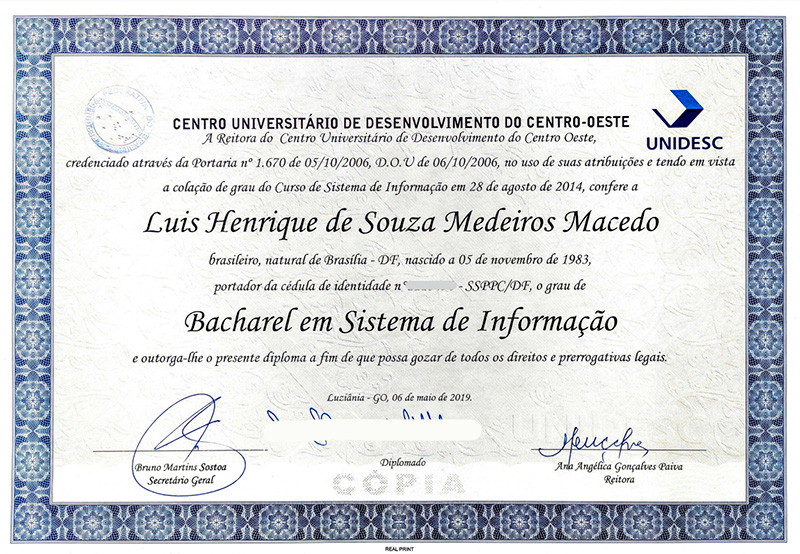 CENTRO UNIVERSITÁRIO DE DESENVOLVIMENTO DO CENTRO-OESTE
UNIDESC
A Reitora do Centro Universitário de Desenvolvimento do Centro Oeste,
credenciado através da Portaria nº 1.670 de 05/10/2006, D.O.U de 06/10/2006, no uso de suas atribuições e tendo em vista
a colação de grau do Curso de Sistema de Informação em 28 de agosto de 2014, confere a
Luis Henrique de Souza Medeiros Macedo
brasileiro, natural de Brasília - DF, nascido a 05 de novembro de 1983,
portador da cédula de identidade nº - SSPPC/DF, o grau de
Bacharel em Sistema de Informação
e outorga-lhe o presente diploma a fim de que possa gozar de todos os direitos e prerrogativas legais.
Luziânia - GO, 06 de maio de 2019.
Bruno Martins Sostoa
Secretário Geral
Diplomado
Ana Angélica Gonçalves Paiva
Reitora
CÓPIA
REAL PRINT